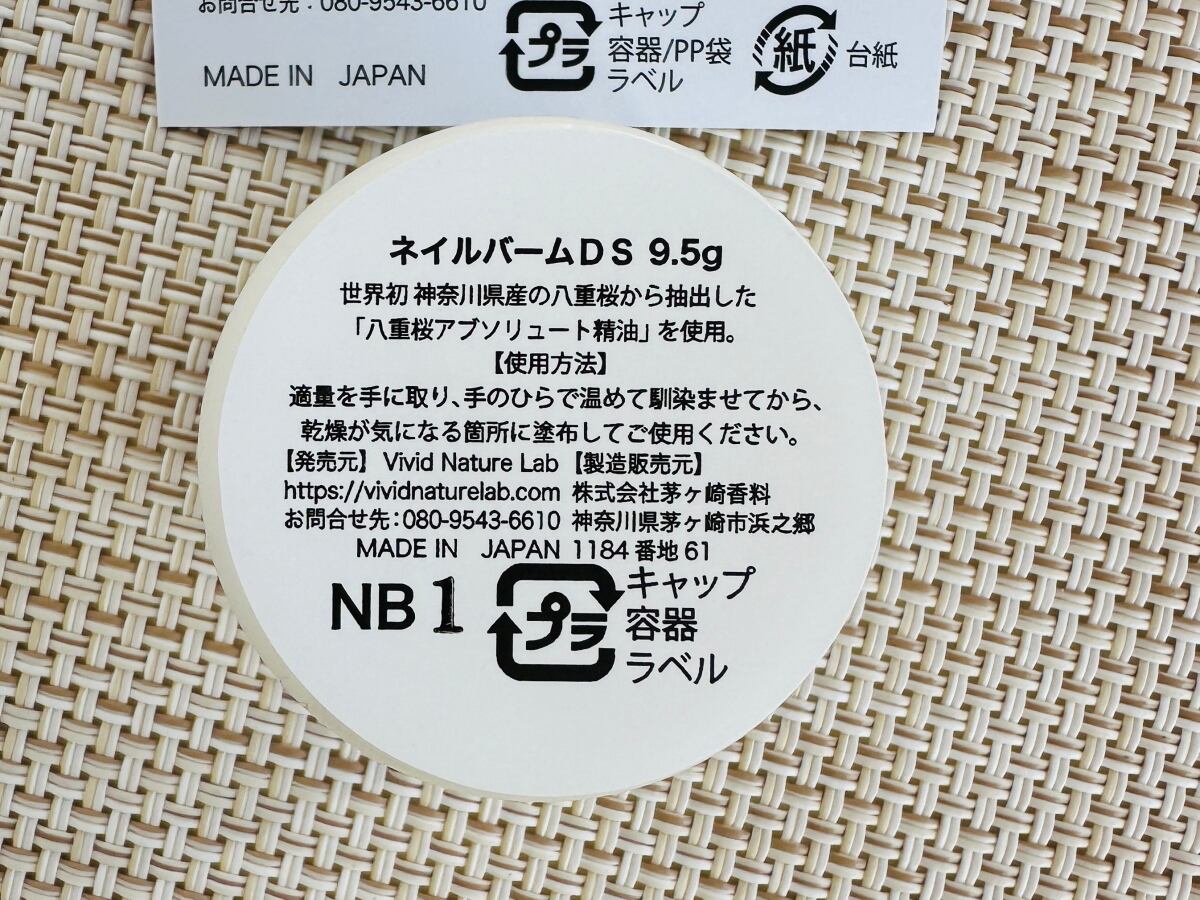 お問合せ先：080-9543-6610
MADE IN JAPAN
プラ
キャップ
容器/PP袋
ラベル
紙
台紙
ネイルバームDS 9.5g
世界初 神奈川県産の八重桜から抽出した
「八重桜アブソリュート精油」を使用。
【使用方法】
適量を手に取り、手のひらで温めて馴染ませてから、
乾燥が気になる箇所に塗布してご使用ください。
【発売元】 Vivid Nature Lab 【製造販売元】
https://vividnaturelab.com 株式会社茅ヶ崎香料
お問合せ先：080-9543-6610 神奈川県茅ヶ崎市浜之郷
MADE IN JAPAN 1184番地61
NB1
プラ
キャップ
容器
ラベル